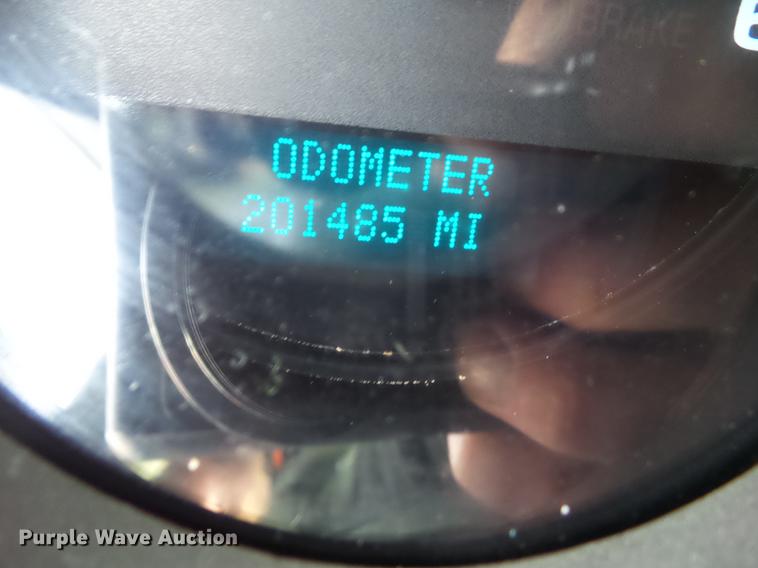 BRAKE
ODOMETER
201485 MI
Purple Wave Auction